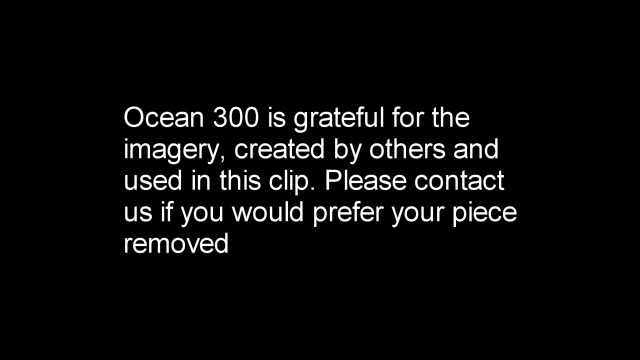 Ocean 300 is grateful for the
imagery, created by others and
used in this clip. Please contact
us if you would prefer your piece
removed